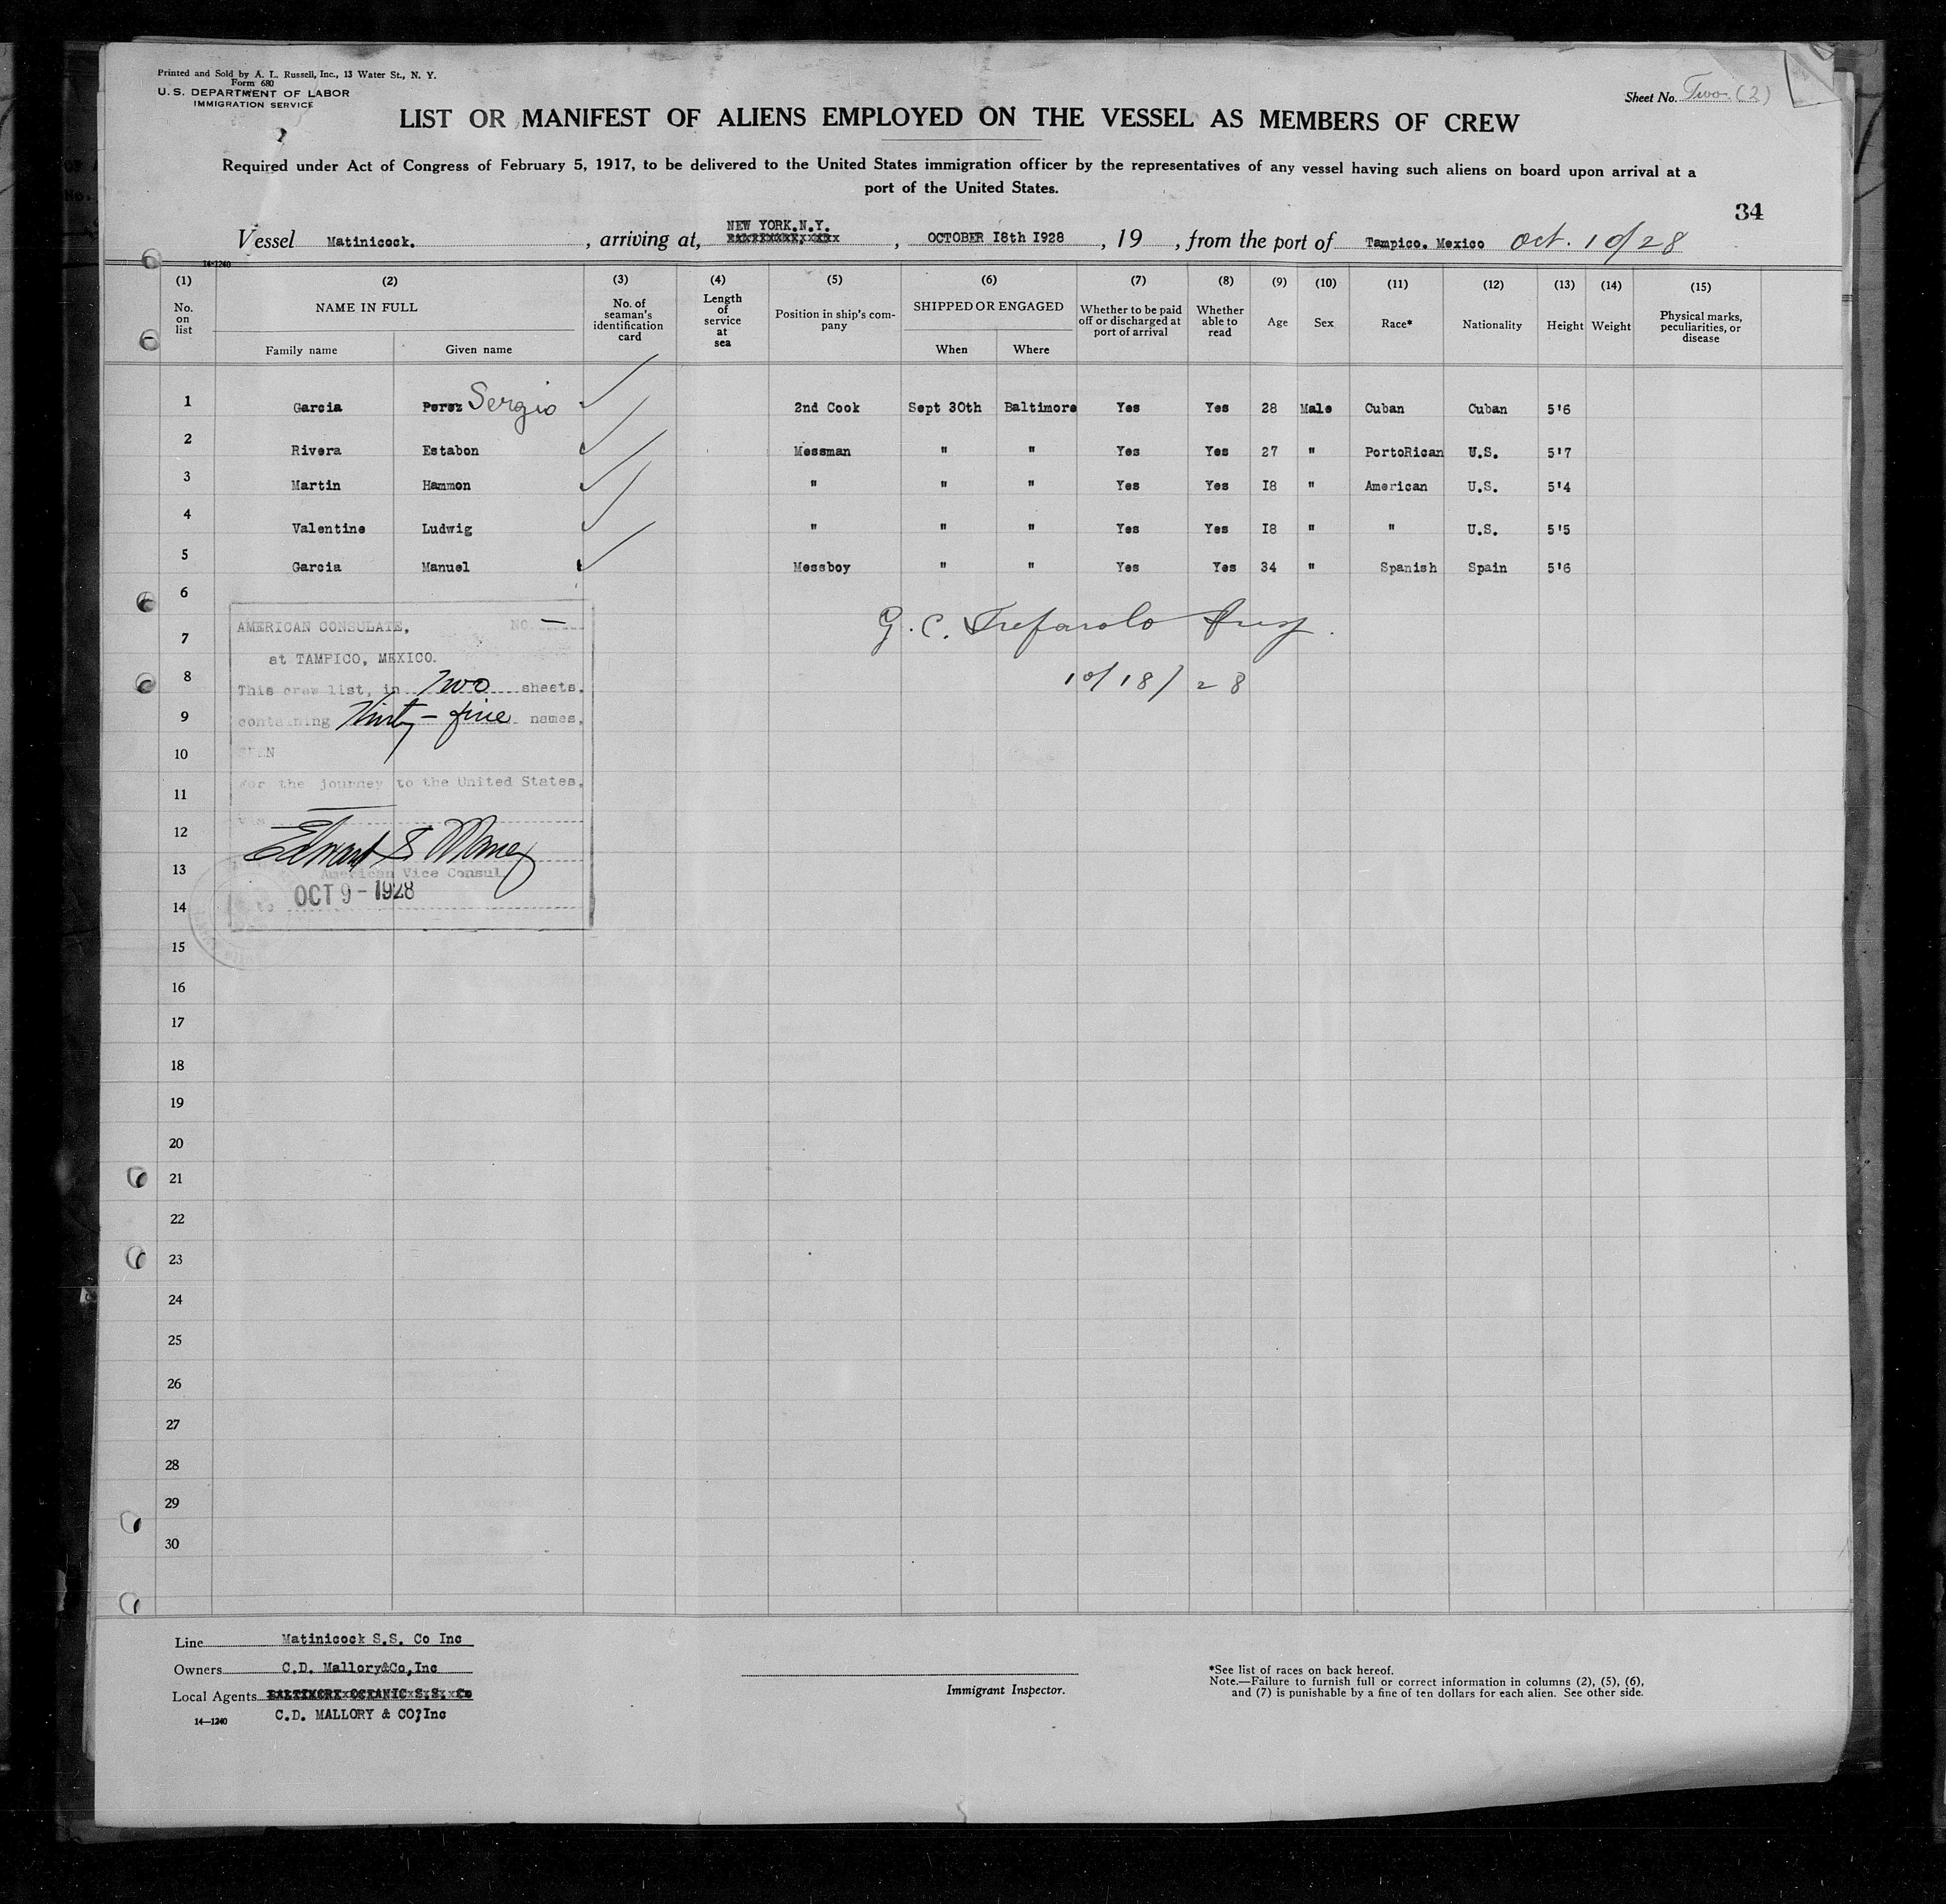 Printed and Sold by A. L. Russell, Inc., 13 Water St., N. Y.
Form 680
U. S. DEPARTMENT OF LABOR
IMMIGRATION SERVICE
Sheet No. Two (2)
LIST OR MANIFEST OF ALIENS EMPLOYED ON THE VESSEL AS MEMBERS OF CREW
Required under Act of Congress of February 5, 1917, to be delivered to the United States immigration officer by the representatives of any vessel having such aliens on board upon arrival at a
port of the United States.
34
NEW YORK.N.Y.
Vessel Matinicock. , arriving at, , OCTOBER I8th I928 , 19 , from the port of Tampico. Mexico Oct. 10/28
14-1240
(1) (2) (3) (4) (5) (6) (7) (8) (9) (10) (11) (12) (13) (14) (15)
No. on list NAME IN FULL No. of seaman's identification card Length of service at sea Position in ship's company SHIPPED OR ENGAGED Whether to be paid off or discharged at port of arrival Whether able to read Age Sex Race* Nationality Height Weight Physical marks, peculiarities, or disease
Family name Given name When Where
1 Garcia Perez Sergio 2nd Cook Sept 30th Baltimore Yes Yes 28 Male Cuban Cuban 5'6
2 Rivera Estabon Messman " " Yes Yes 27 " PortoRican U.S. 5'7
3 Martin Hammon " " " Yes Yes I8 " American U.S. 5'4
4 Valentine Ludwig " " " Yes Yes I8 " " U.S. 5'5
5 Garcia Manuel Messboy " " Yes Yes 34 " Spanish Spain 5'6
6
AMERICAN CONSULATE, NO. —
7
G. C.
at TAMPICO, MEXICO.
8
10/18/28
This crew list, in Two sheets,
9
containing Thirty-five names,
10
SEEN
For the journey to the United States,
11
12
Edward S Maney
13
American Vice Consul
OCT 9 - 1928
14
15
16
17
18
19
20
21
22
23
24
25
26
27
28
29
30
Line Matinicock S.S. Co Inc
Owners C.D. Mallory&Co,Inc
Local Agents BALTIMORE OCEANIC S.S. Co
C.D. MALLORY & CO,Inc
14—1240
Immigrant Inspector.
*See list of races on back hereof.
Note.—Failure to furnish full or correct information in columns (2), (5), (6),
and (7) is punishable by a fine of ten dollars for each alien. See other side.